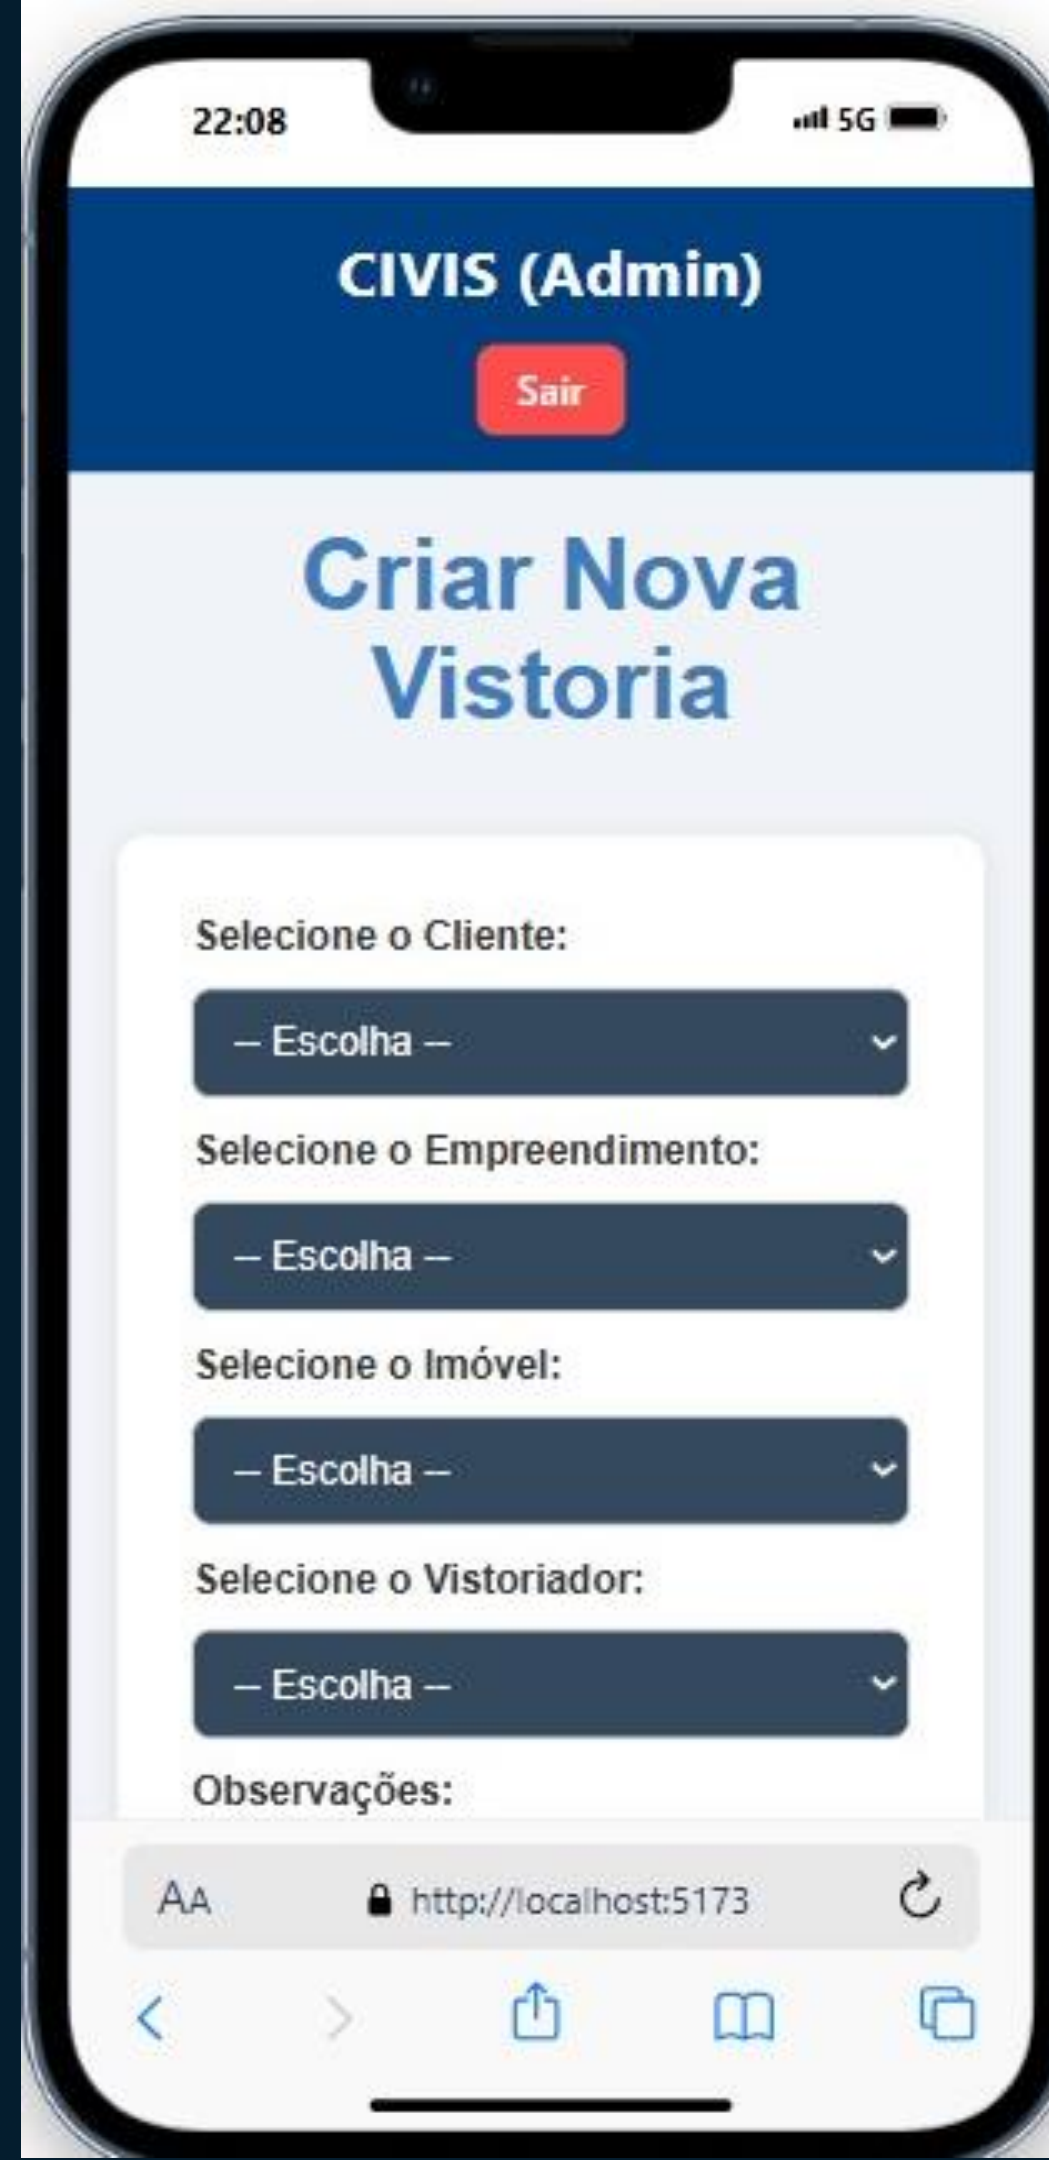 22:08
5G
CIVIS (Admin)
Sair
Criar Nova
Vistoria
Selecione o Cliente:
-- Escolha --
Selecione o Empreendimento:
-- Escolha --
Selecione o Imóvel:
-- Escolha --
Selecione o Vistoriador:
-- Escolha --
Observações:
AA
http://localhost:5173